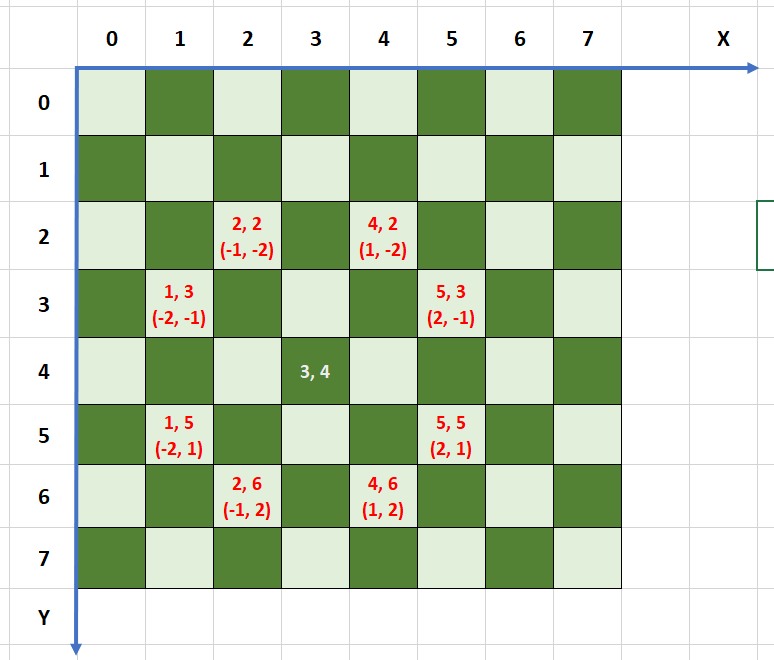 0 1 2 3 4 5 6 7 X
0
1
2
2, 2 4, 2
(-1, -2) (1, -2)
3
1, 3 5, 3
(-2, -1) (2, -1)
4 3, 4
5
1, 5 5, 5
(-2, 1) (2, 1)
6
2, 6 4, 6
(-1, 2) (1, 2)
7
Y